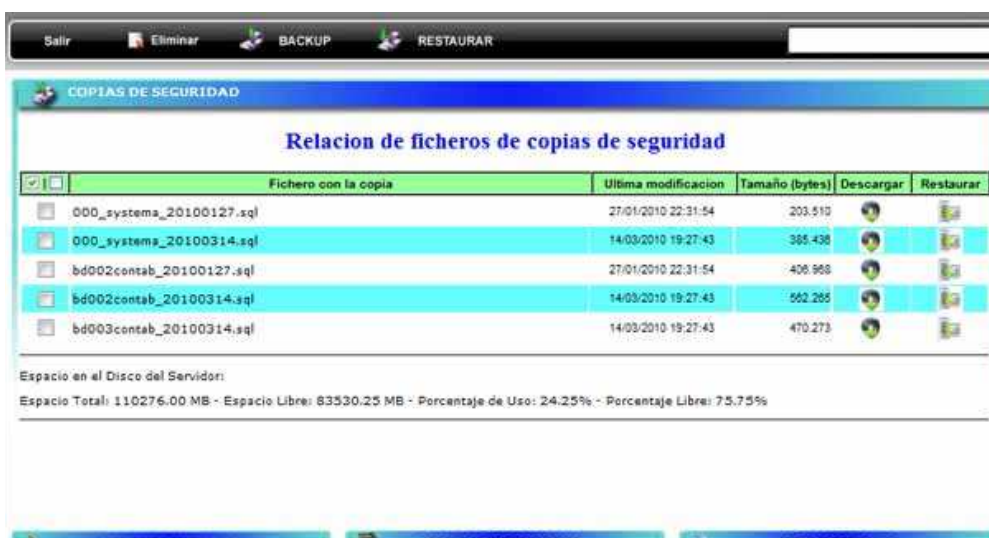 Salir Eliminar BACKUP RESTAURAR
COPIAS DE SEGURIDAD
Relacion de ficheros de copias de seguridad
Fichero con la copia Ultima modificacion Tamaño (bytes) Descargar Restaurar
000_systema_20100127.sql 27/01/2010 22:31:54 203.510
000_systema_20100314.sql 14/03/2010 19:27:43 385.436
bd002contab_20100127.sql 27/01/2010 22:31:54 406.968
bd002contab_20100314.sql 14/03/2010 19:27:43 562.265
bd003contab_20100314.sql 14/03/2010 19:27:43 470.273
Espacio en el Disco del Servidor:
Espacio Total: 110276.00 MB - Espacio Libre: 83530.25 MB - Porcentaje de Uso: 24.25% - Porcentaje Libre: 75.75%